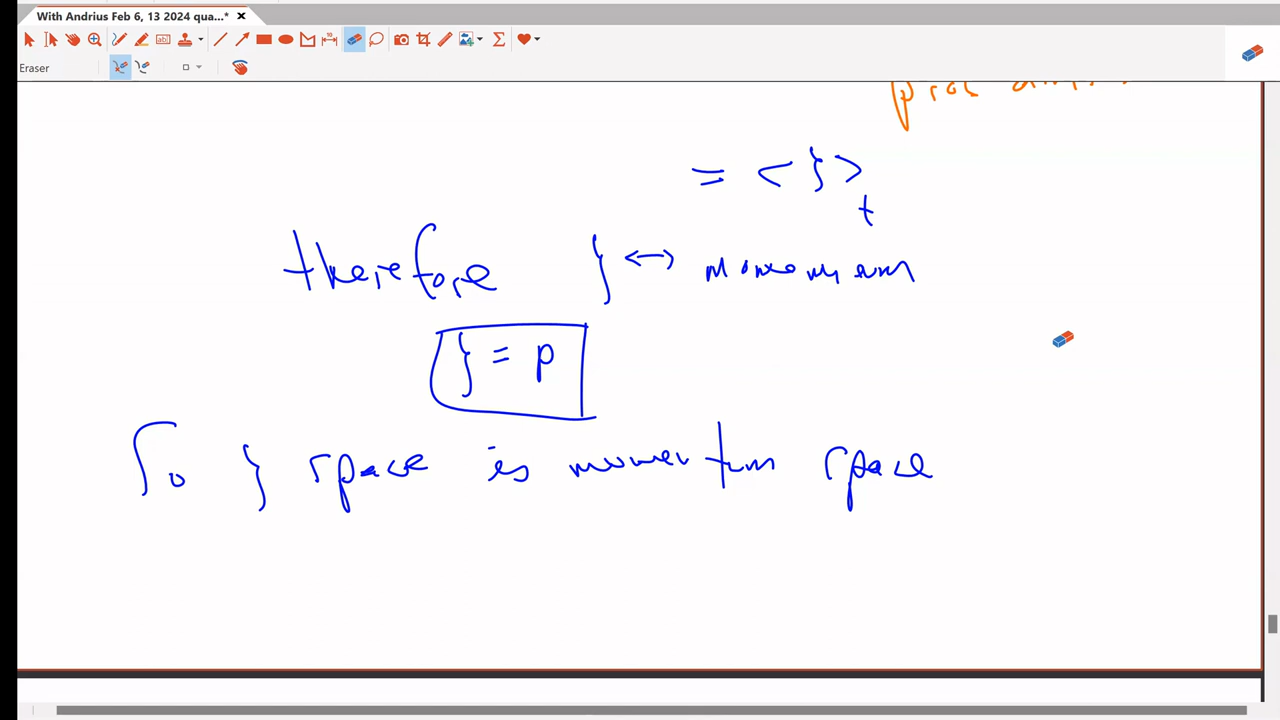 With Andrius Feb 6, 13 2024 qua...*
Eraser
= < ξ >
t
therefore ξ ↔ momentum
ξ = p
So ξ space is momentum space